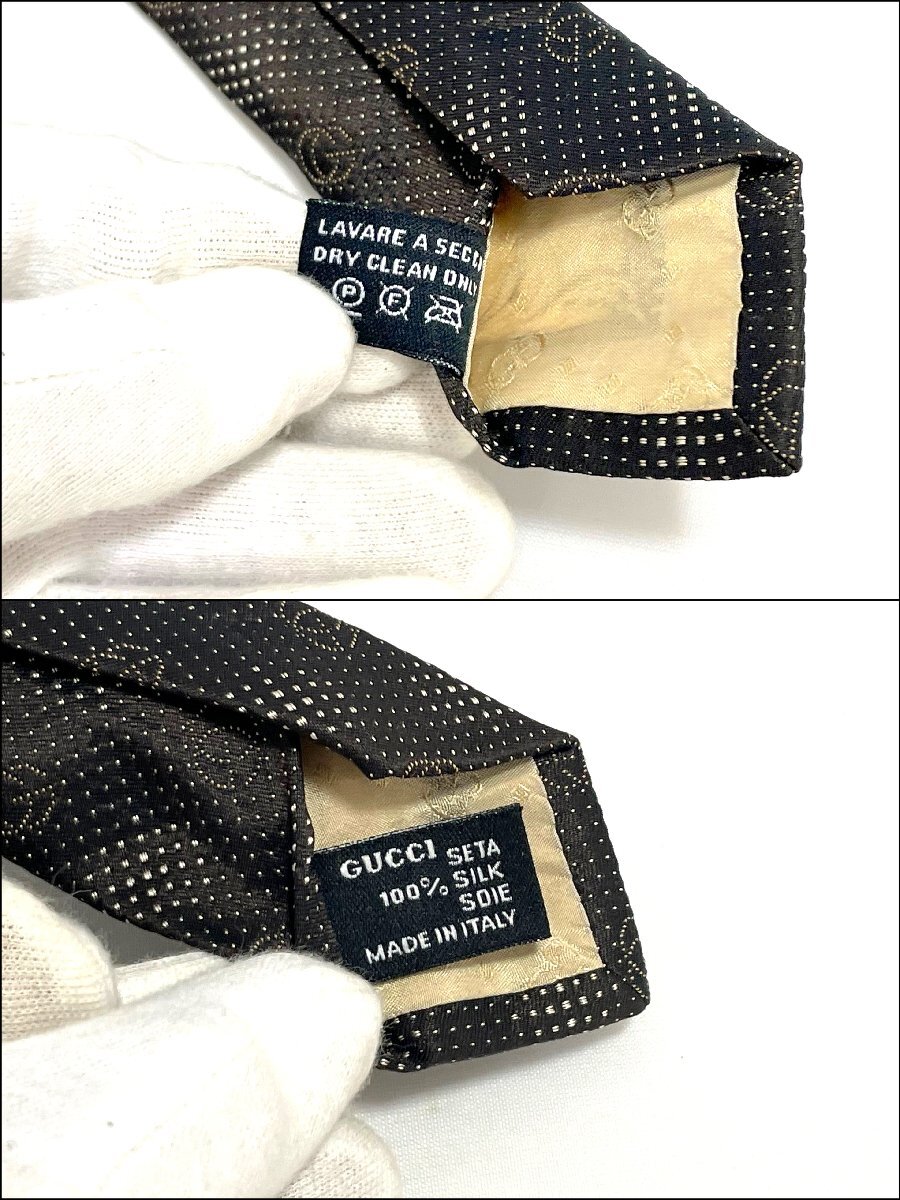 LAVARE A SECC
DRY CLEAN ONLY
P F
GUCCI SETA
100% SILK
SOIE
MADE IN ITALY